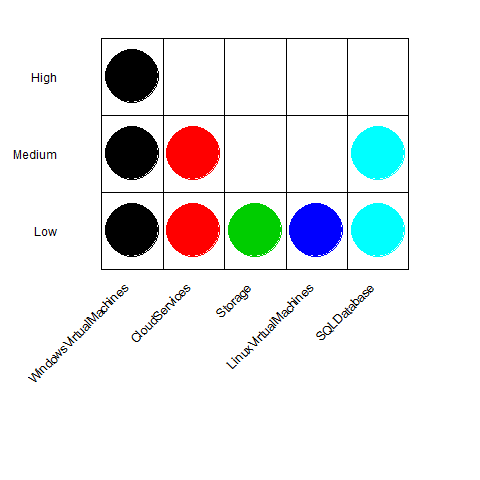 High
Medium
Low
WindowsVirtualMachines
CloudServices
Storage
LinuxVirtualMachines
SQLDatabase